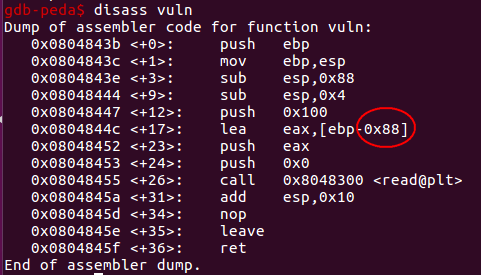 gdb-peda$ disass vuln
Dump of assembler code for function vuln:
0x0804843b <+0>: push ebp
0x0804843c <+1>: mov ebp,esp
0x0804843e <+3>: sub esp,0x88
0x08048444 <+9>: sub esp,0x4
0x08048447 <+12>: push 0x100
0x0804844c <+17>: lea eax,[ebp-0x88]
0x08048452 <+23>: push eax
0x08048453 <+24>: push 0x0
0x08048455 <+26>: call 0x8048300 <read@plt>
0x0804845a <+31>: add esp,0x10
0x0804845d <+34>: nop
0x0804845e <+35>: leave
0x0804845f <+36>: ret
End of assembler dump.